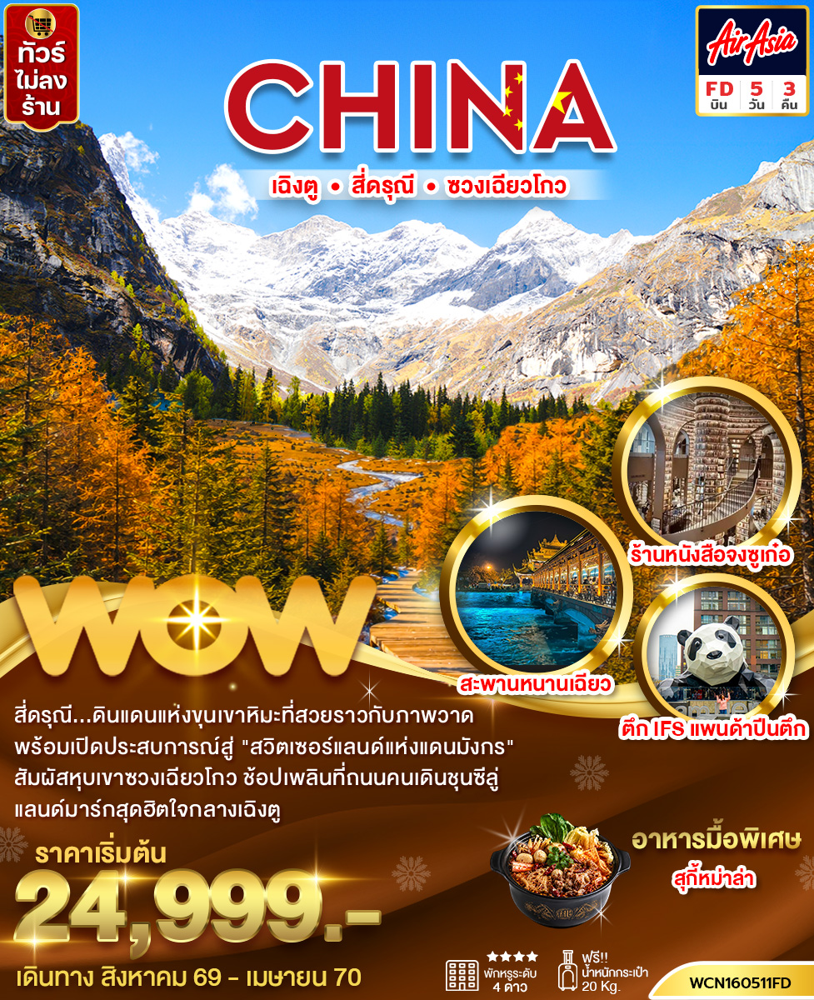 ทัวร์
ไม่ลง
ร้าน
AirAsia
FD 5 3
บิน วัน คืน
CHINA
เฉิงตู • สี่ดรุณี • ซวงเฉียวโกว
ร้านหนังสือจงซูเก๋อ
สะพานหนานเฉียว
ตึก IFS แพนด้าปีนตึก
WOW
สี่ดรุณี...ดินแดนแห่งขุนเขาหิมะที่สวยราวกับภาพวาด
พร้อมเปิดประสบการณ์สู่ "สวิตเซอร์แลนด์แห่งแดนมังกร"
สัมผัสหุบเขาซวงเฉียวโกว ช้อปเพลินที่ถนนคนเดินชุนซีลู่
แลนด์มาร์กสุดฮิตใจกลางเฉิงตู
ราคาเริ่มต้น
24,999.-
เดินทาง สิงหาคม 69 - เมษายน 70
อาหารมื้อพิเศษ
สุกี้หม่าล่า
พักหรูระดับ
4 ดาว
ฟรี!!
น้ำหนักกระเป๋า
20 Kg.
WCN160511FD